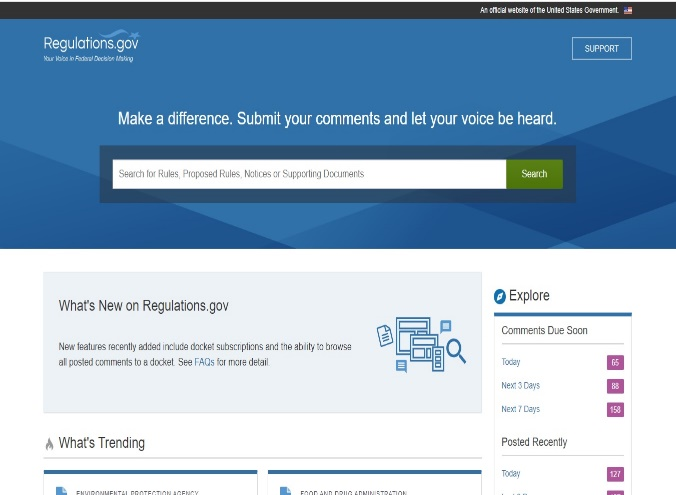 An official website of the United States Government.
Regulations.gov
Your Voice in Federal Decision Making
SUPPORT
Make a difference. Submit your comments and let your voice be heard.
Search for Rules, Proposed Rules, Notices or Supporting Documents
Search
What's New on Regulations.gov
New features recently added include docket subscriptions and the ability to browse
all posted comments to a docket. See FAQs for more detail.
What's Trending
ENVIRONMENTAL PROTECTION AGENCY
FOOD AND DRUG ADMINISTRATION
Explore
Comments Due Soon
Today 65
Next 3 Days 88
Next 7 Days 158
Posted Recently
Today 127